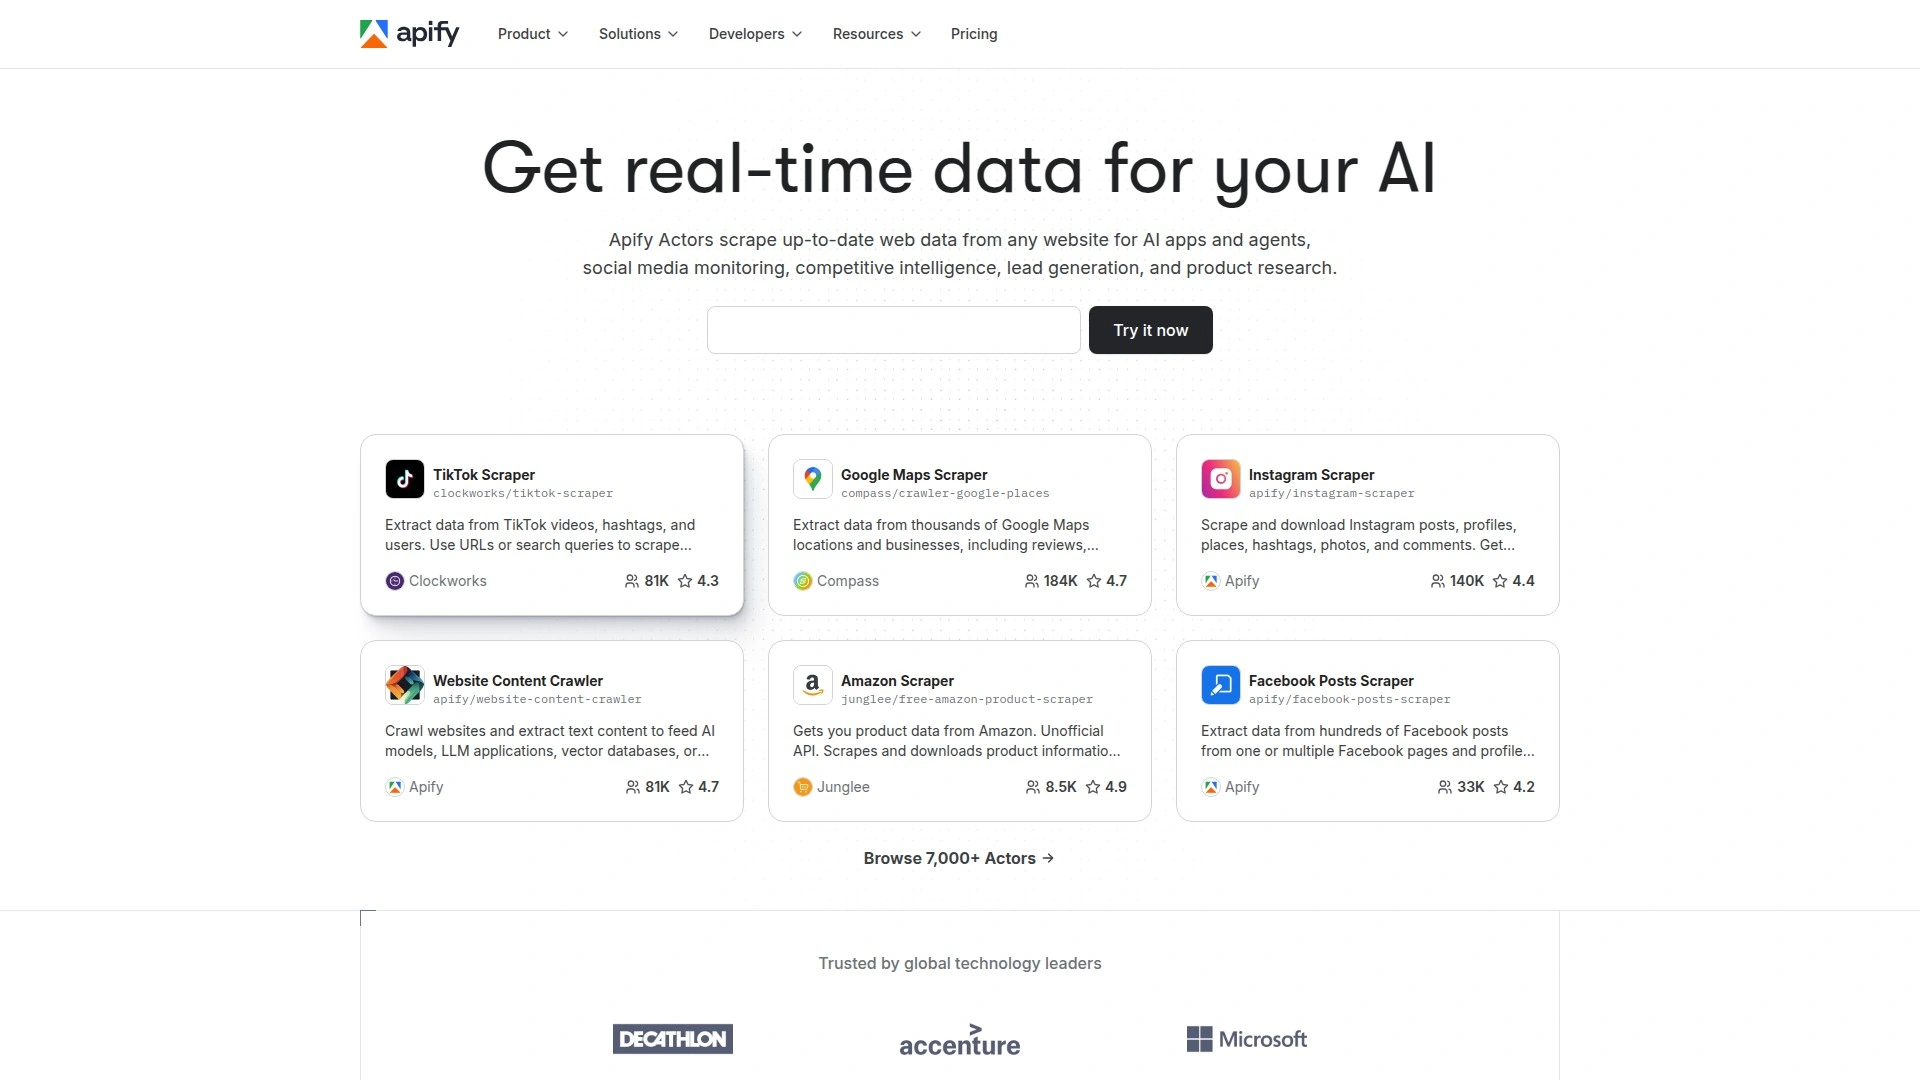 apify
Product
Solutions
Developers
Resources
Pricing
Get real-time data for your AI
Apify Actors scrape up-to-date web data from any website for AI apps and agents,
social media monitoring, competitive intelligence, lead generation, and product research.
Try it now
TikTok Scraper
clockworks/tiktok-scraper
Extract data from TikTok videos, hashtags, and
users. Use URLs or search queries to scrape...
Clockworks 81K 4.3
Google Maps Scraper
compass/crawler-google-places
Extract data from thousands of Google Maps
locations and businesses, including reviews,...
Compass 184K 4.7
Instagram Scraper
apify/instagram-scraper
Scrape and download Instagram posts, profiles,
places, hashtags, photos, and comments. Get...
Apify 140K 4.4
Website Content Crawler
apify/website-content-crawler
Crawl websites and extract text content to feed AI
models, LLM applications, vector databases, or...
Apify 81K 4.7
Amazon Scraper
junglee/free-amazon-product-scraper
Gets you product data from Amazon. Unofficial
API. Scrapes and downloads product informatio...
Junglee 8.5K 4.9
Facebook Posts Scraper
apify/facebook-posts-scraper
Extract data from hundreds of Facebook posts
from one or multiple Facebook pages and profile...
Apify 33K 4.2
Browse 7,000+ Actors →
Trusted by global technology leaders
DECATHLON
accenture
Microsoft